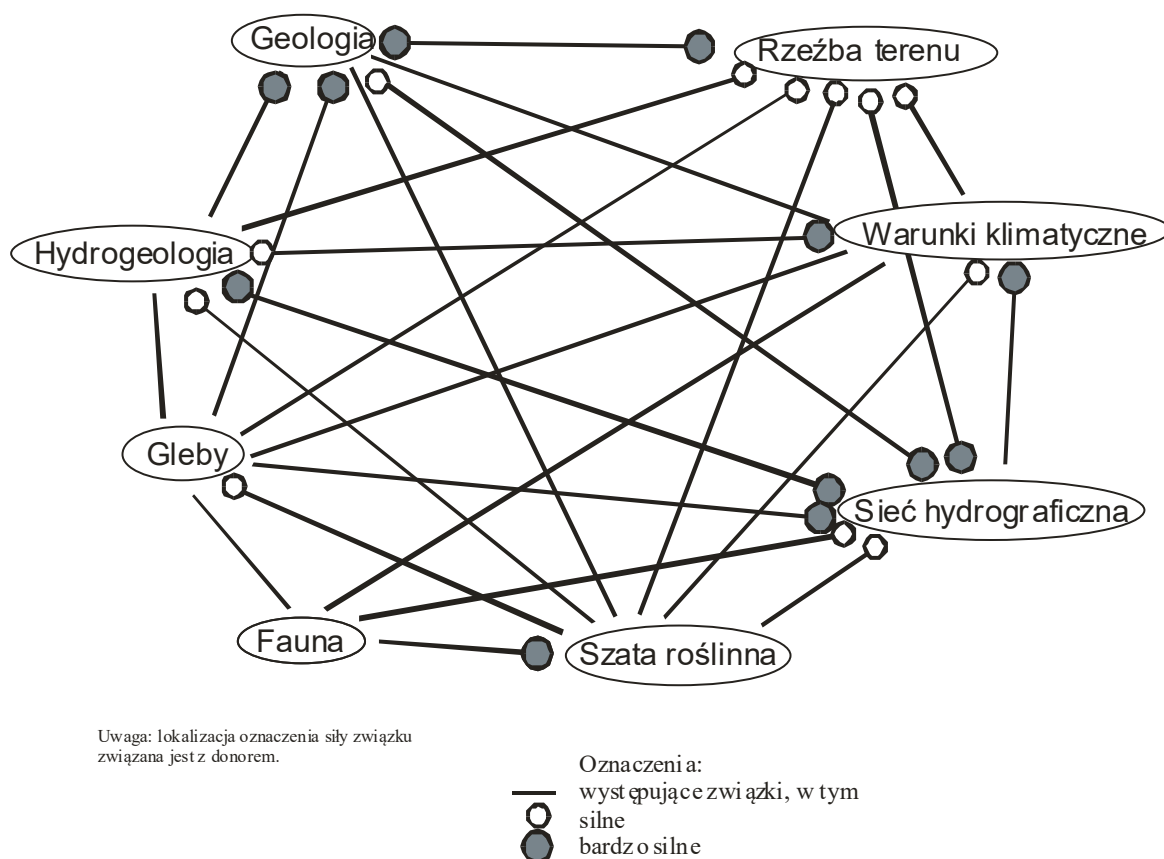 Geologia
Rzeźba terenu
Hydrogeologia
Warunki klimatyczne
Gleby
Sieć hydrograficzna
Fauna
Szata roślinna
Uwaga: lokalizacja oznaczenia siły związku
związana jest z donorem.
Oznaczenia:
występujące związki, w tym
silne
bardzo silne